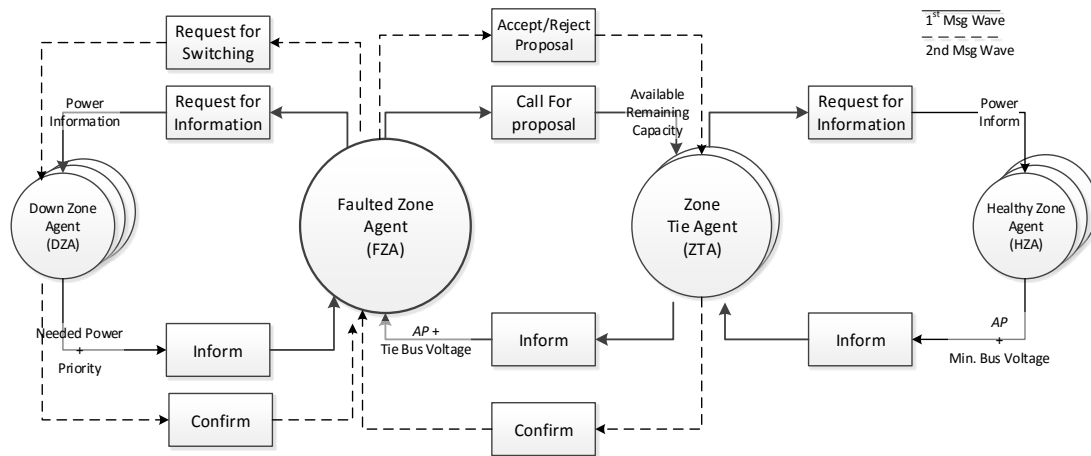 1st Msg Wave
2nd Msg Wave
Request for
Switching
Accept/Reject
Proposal
Power
Information
Request for
Information
Call For
proposal
Available
Remaining
Capacity
Request for
Information
Power
Inform
Down Zone
Agent
(DZA)
Faulted Zone
Agent
(FZA)
Zone
Tie Agent
(ZTA)
Healthy Zone
Agent
(HZA)
Needed Power
+
Priority
Inform
AP +
Tie Bus Voltage
Inform
Inform
AP
+
Min. Bus Voltage
Confirm
Confirm